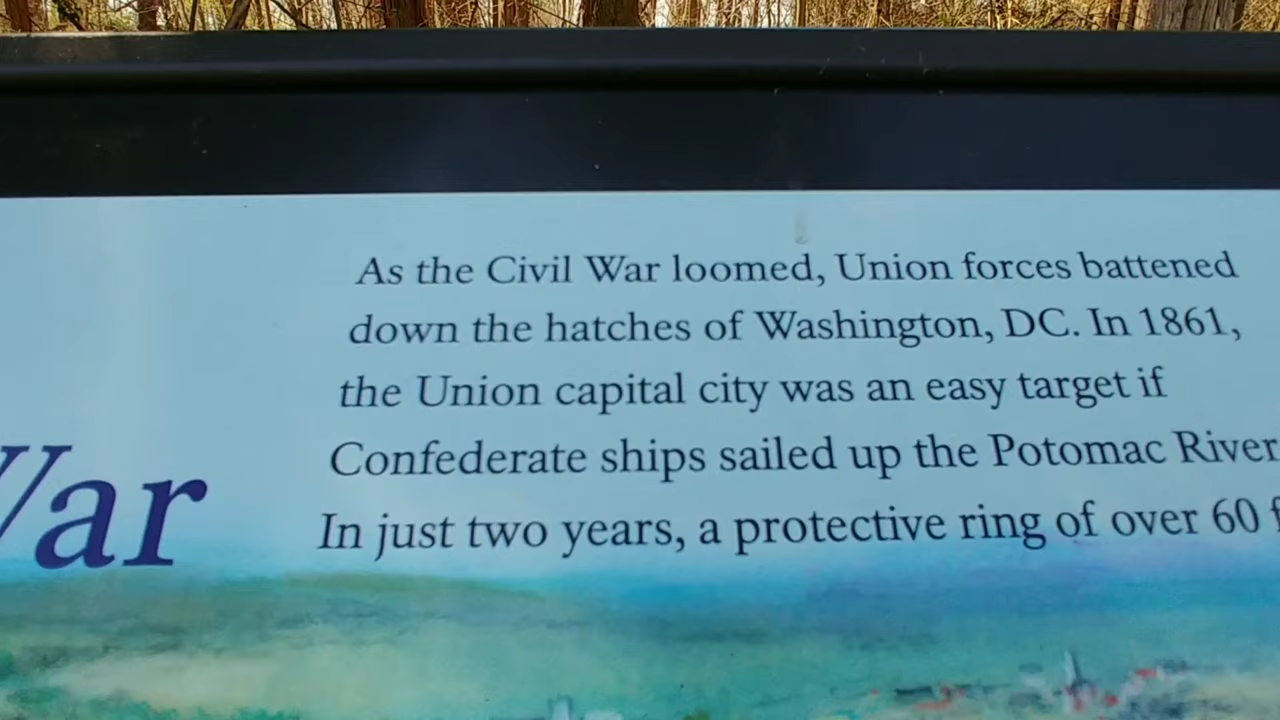 As the Civil War loomed, Union forces battened
down the hatches of Washington, DC. In 1861,
the Union capital city was an easy target if
Confederate ships sailed up the Potomac River
In just two years, a protective ring of over 60
War